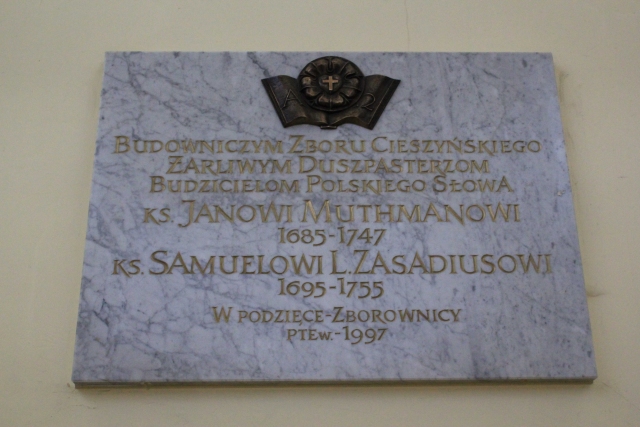 BUDOWNICZYM ZBORU CIESZYŃSKIEGO
ŻARLIWYM DUSZPASTERZOM
BUDZICIELOM POLSKIEGO SŁOWA
KS. JANOWI MUTHMANOWI
1685-1747
KS. SAMUELOWI L. ZASADIUSOWI
1695-1755
W PODZIĘCE-ZBOROWNICY
PTEW.-1997